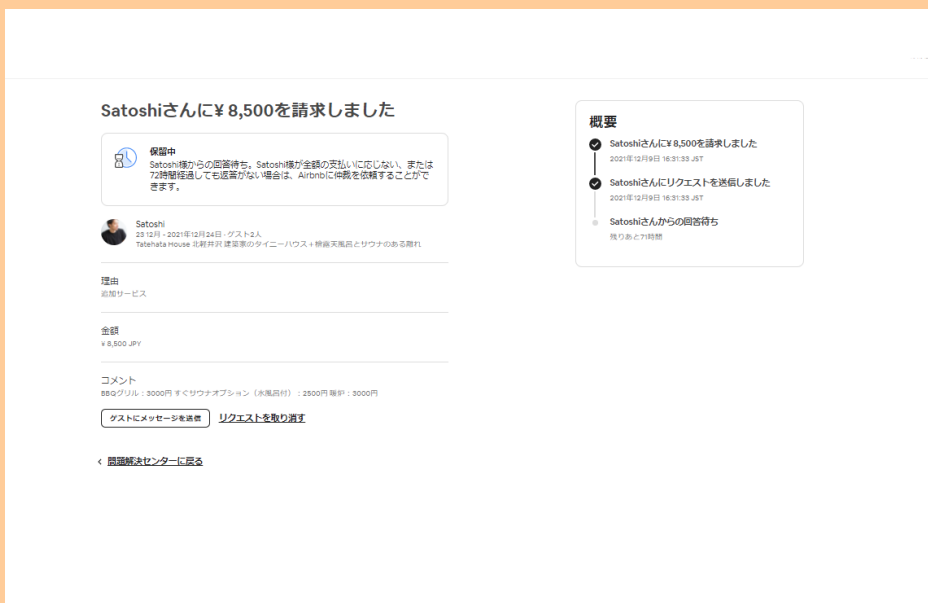 Satoshiさんに¥ 8,500を請求しました
保留中
Satoshi様からの回答待ち。Satoshi様が金額の支払いに応じない、または
72時間経過しても返答がない場合は、Airbnbに仲裁を依頼することがで
きます。
Satoshi
23 12月 - 2021年12月24日 · ゲスト2人
Tatehata House 北軽井沢 建築家のタイニーハウス + 檜露天風呂とサウナのある離れ
理由
追加サービス
金額
¥ 8,500 JPY
コメント
BBQグリル：3000円 すぐサウナオプション（水風呂付）：2500円 暖炉：3000円
ゲストにメッセージを送信 リクエストを取り消す
‹ 問題解決センターに戻る
概要
Satoshiさんに¥ 8,500を請求しました
2021年12月9日 16:31:33 JST
Satoshiさんにリクエストを送信しました
2021年12月9日 16:31:33 JST
Satoshiさんからの回答待ち
残りあと71時間